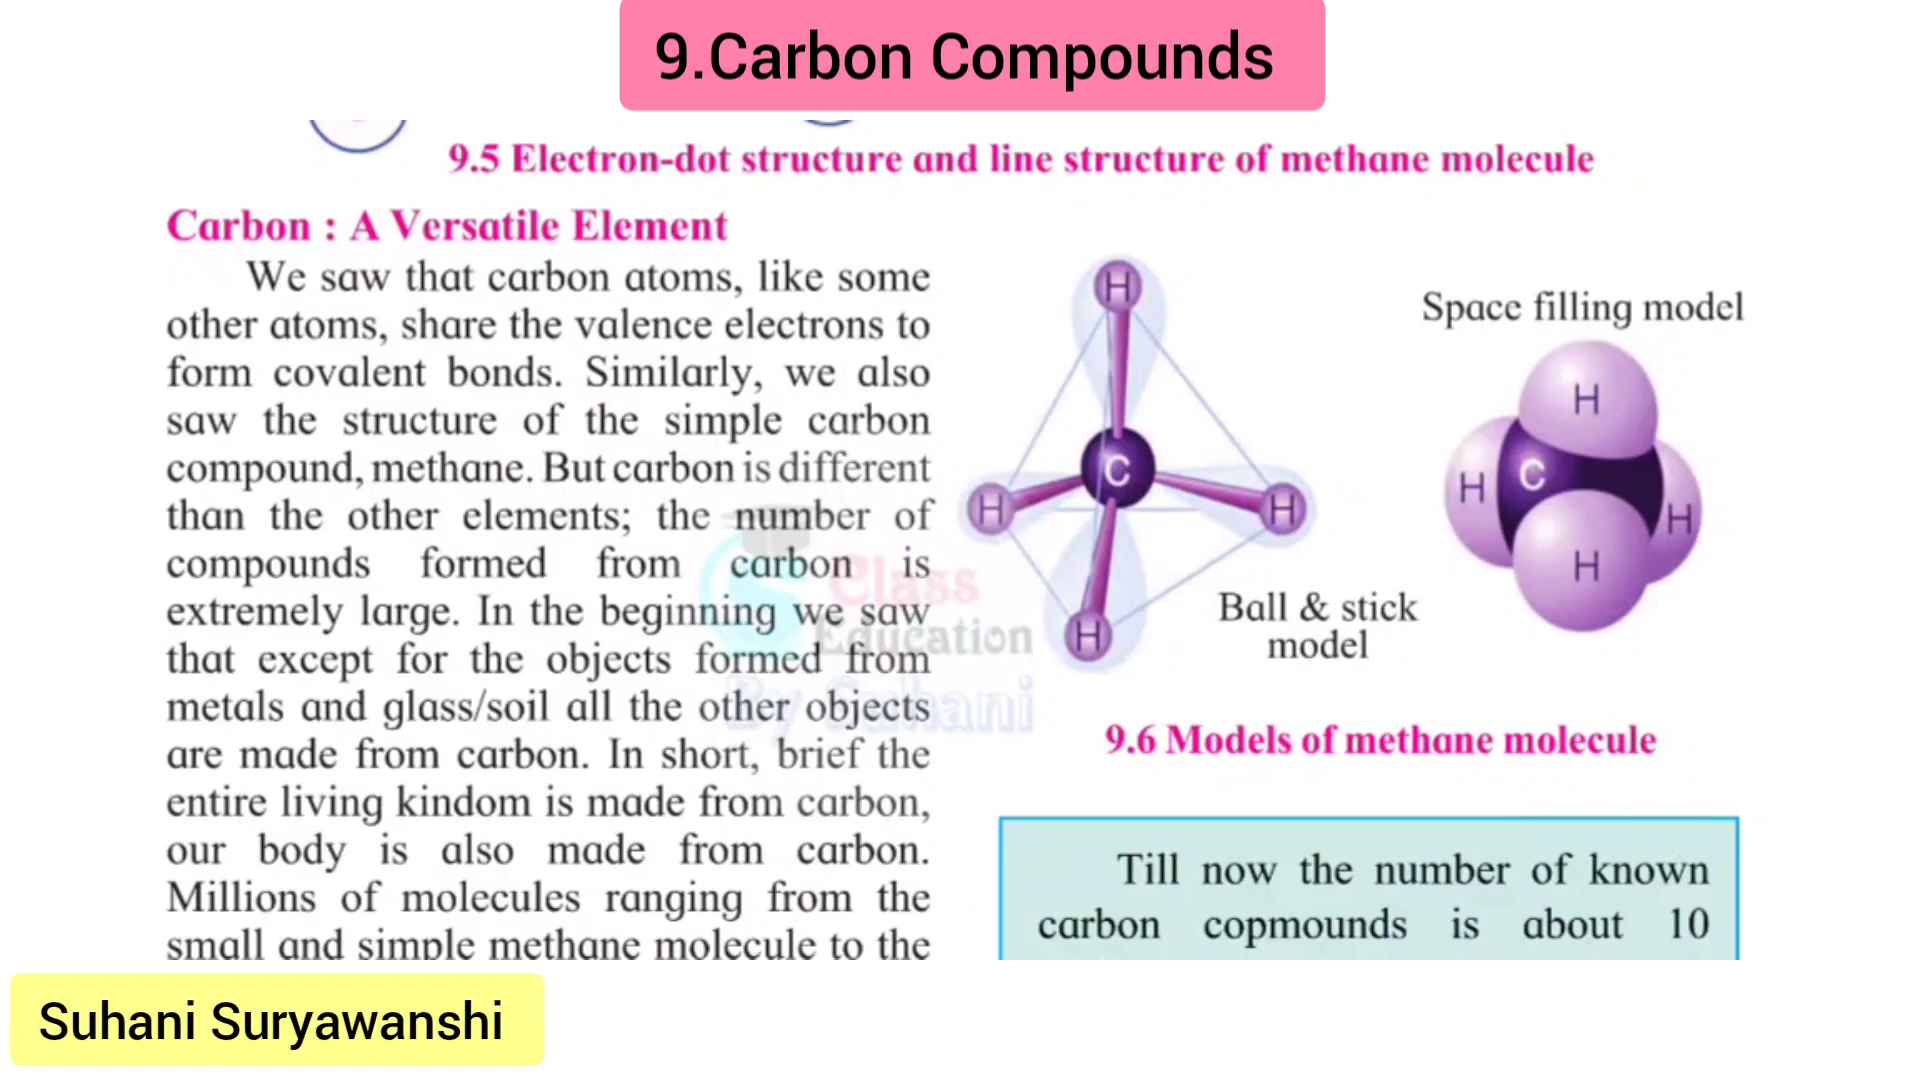 9.Carbon Compounds
9.5 Electron-dot structure and line structure of methane molecule
Carbon : A Versatile Element
We saw that carbon atoms, like some
other atoms, share the valence electrons to
form covalent bonds. Similarly, we also
saw the structure of the simple carbon
compound, methane. But carbon is different
than the other elements; the number of
compounds formed from carbon is
extremely large. In the beginning we saw
that except for the objects formed from
metals and glass/soil all the other objects
are made from carbon. In short, brief the
entire living kindom is made from carbon,
our body is also made from carbon.
Millions of molecules ranging from the
small and simple methane molecule to the
H
C
H
H
H
Ball & stick
model
Space filling model
H
H
C
H
H
9.6 Models of methane molecule
Till now the number of known
carbon copmounds is about 10
Class
Education
By Suhani
Suhani Suryawanshi